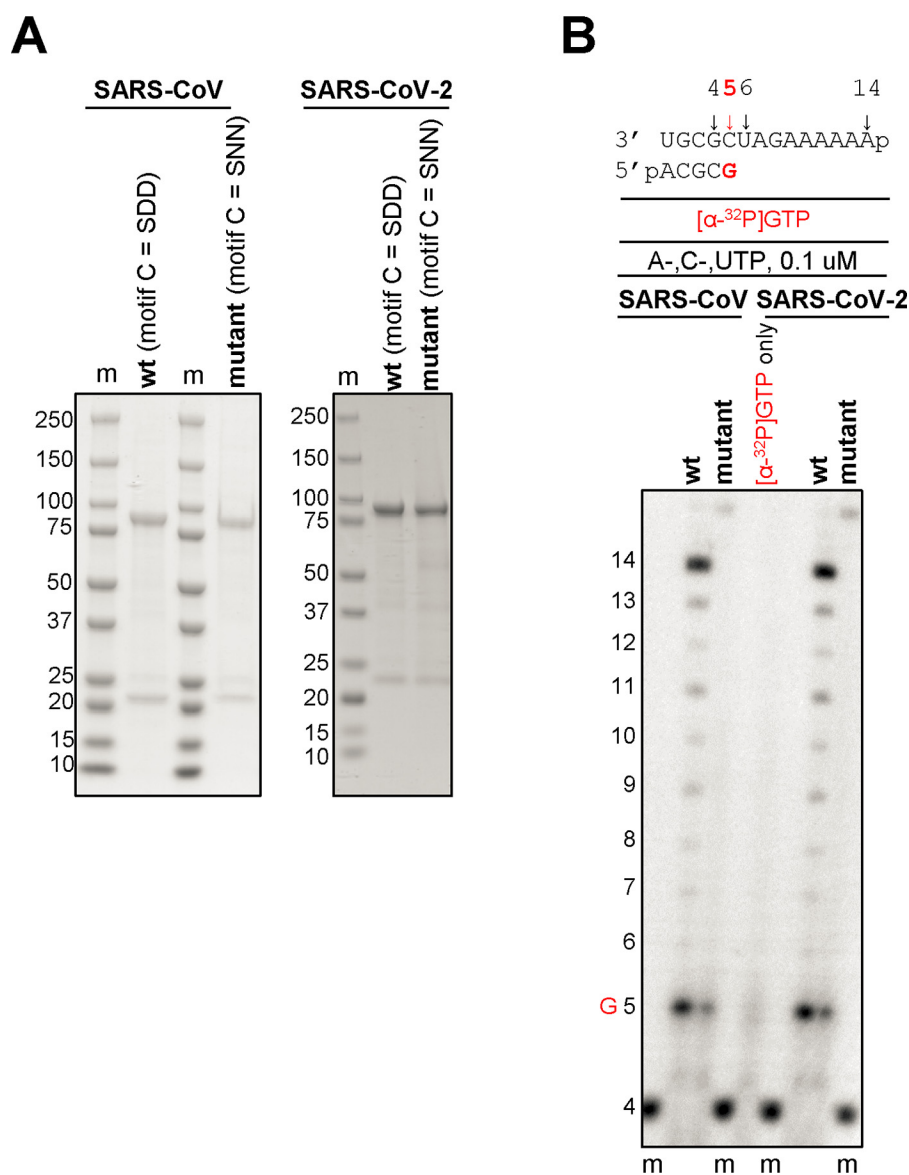 A
SARS-CoV
SARS-CoV-2
m
wt (motif C = SDD)
m
mutant (motif C = SNN)
m
wt (motif C = SDD)
mutant (motif C = SNN)
250
150
100
75
50
37
25
20
15
10
250
150
100
75
50
37
25
20
15
10
B
4 5 6 14
3’ UGCGCUAGAAAAAAp
5’ pACGCG
[α-³²P]GTP
A-,C-,UTP, 0.1 uM
SARS-CoV SARS-CoV-2
wt
mutant
[α-³²P]GTP only
wt
mutant
14
13
12
11
10
9
8
7
6
G 5
4
m m m m